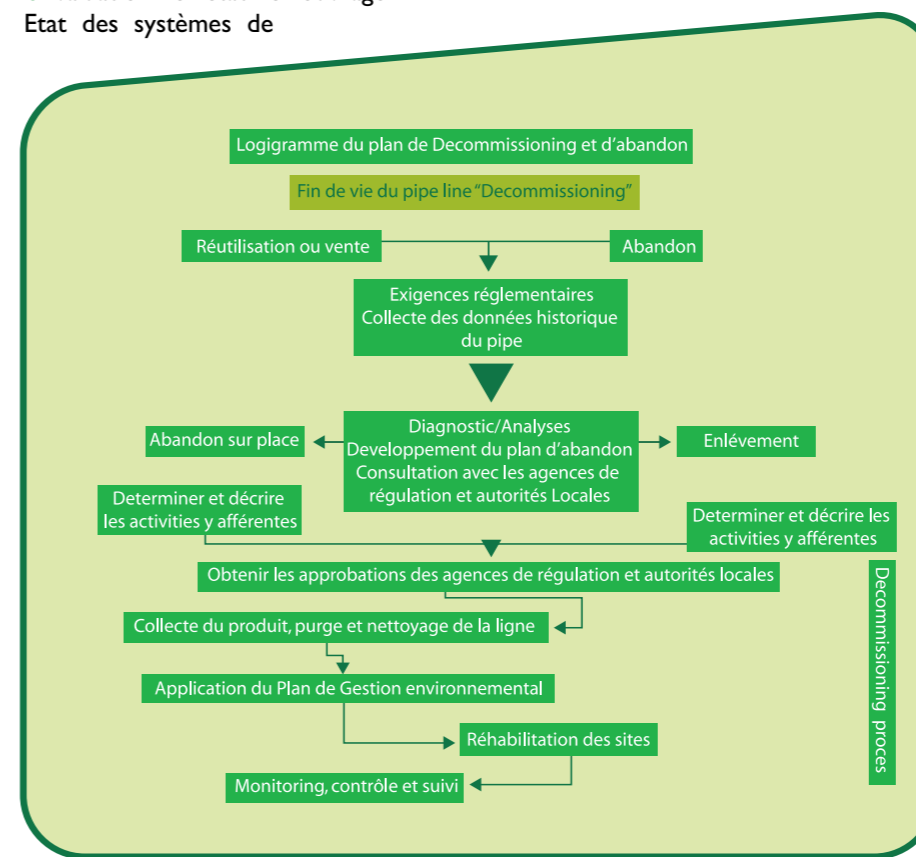 Etat des systèmes de
Logigramme du plan de Decommissioning et d'abandon
Fin de vie du pipe line "Decommissioning"
Réutilisation ou vente
Abandon
Exigences réglementaires
Collecte des données historique
du pipe
Diagnostic/Analyses
Developpement du plan d'abandon
Consultation avec les agences de
régulation et autorités Locales
Abandon sur place
Enlévement
Determiner et décrire
les activities y afférentes
Determiner et décrire les
activities y afférentes
Obtenir les approbations des agences de régulation et autorités locales
Collecte du produit, purge et nettoyage de la ligne
Application du Plan de Gestion environnemental
Réhabilitation des sites
Monitoring, contrôle et suivi
Decommissioning proces